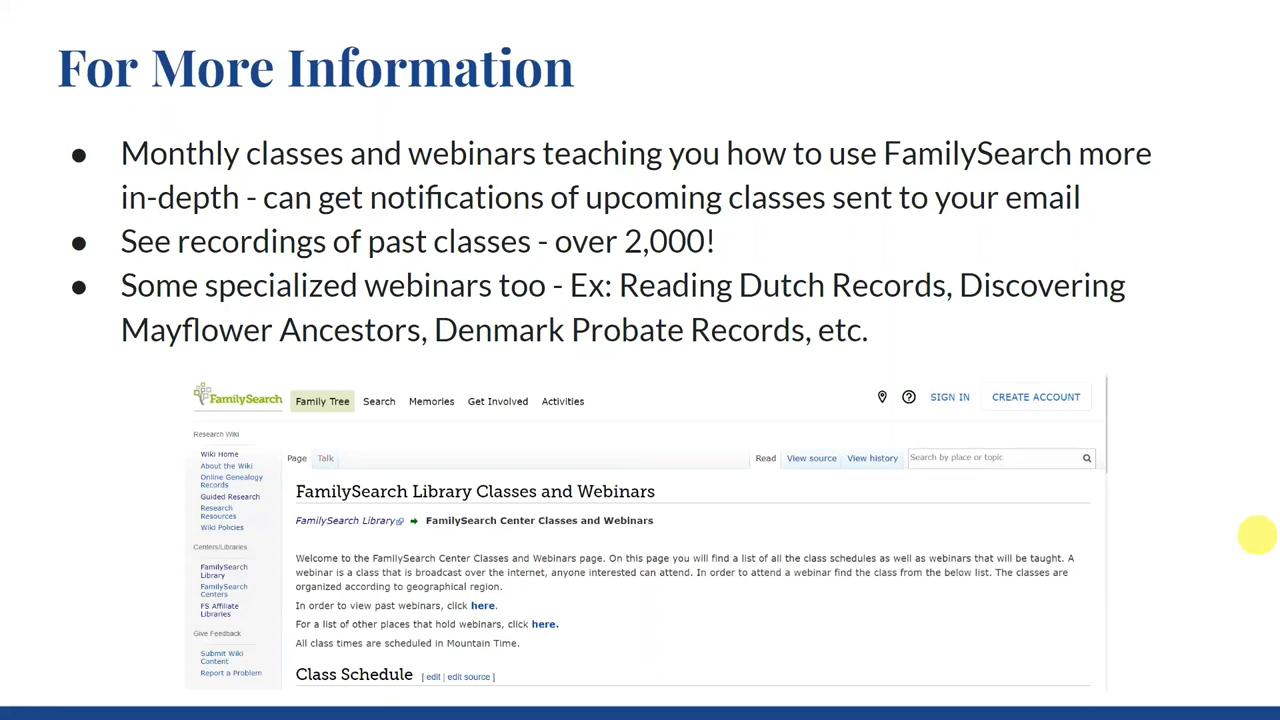 For More Information
● Monthly classes and webinars teaching you how to use FamilySearch more
in-depth - can get notifications of upcoming classes sent to your email
● See recordings of past classes - over 2,000!
● Some specialized webinars too - Ex: Reading Dutch Records, Discovering
Mayflower Ancestors, Denmark Probate Records, etc.
FamilySearch Family Tree Search Memories Get Involved Activities SIGN IN CREATE ACCOUNT
Research Wiki
Wiki Home
About the Wiki
Online Genealogy
Records
Guided Research
Research
Resources
Wiki Policies
Centers/Libraries
FamilySearch
Library
FamilySearch
Centers
FS Affiliate
Libraries
Give Feedback
Submit Wiki
Content
Report a Problem
Page Talk Read View source View history Search by place or topic
FamilySearch Library Classes and Webinars
FamilySearch Library FamilySearch Center Classes and Webinars
Welcome to the FamilySearch Center Classes and Webinars page. On this page you will find a list of all the class schedules as well as webinars that will be taught. A
webinar is a class that is broadcast over the internet, anyone interested can attend. In order to attend a webinar find the class from the below list. The classes are
organized according to geographical region.
In order to view past webinars, click here.
For a list of other places that hold webinars, click here.
All class times are scheduled in Mountain Time.
Class Schedule [ edit | edit source ]